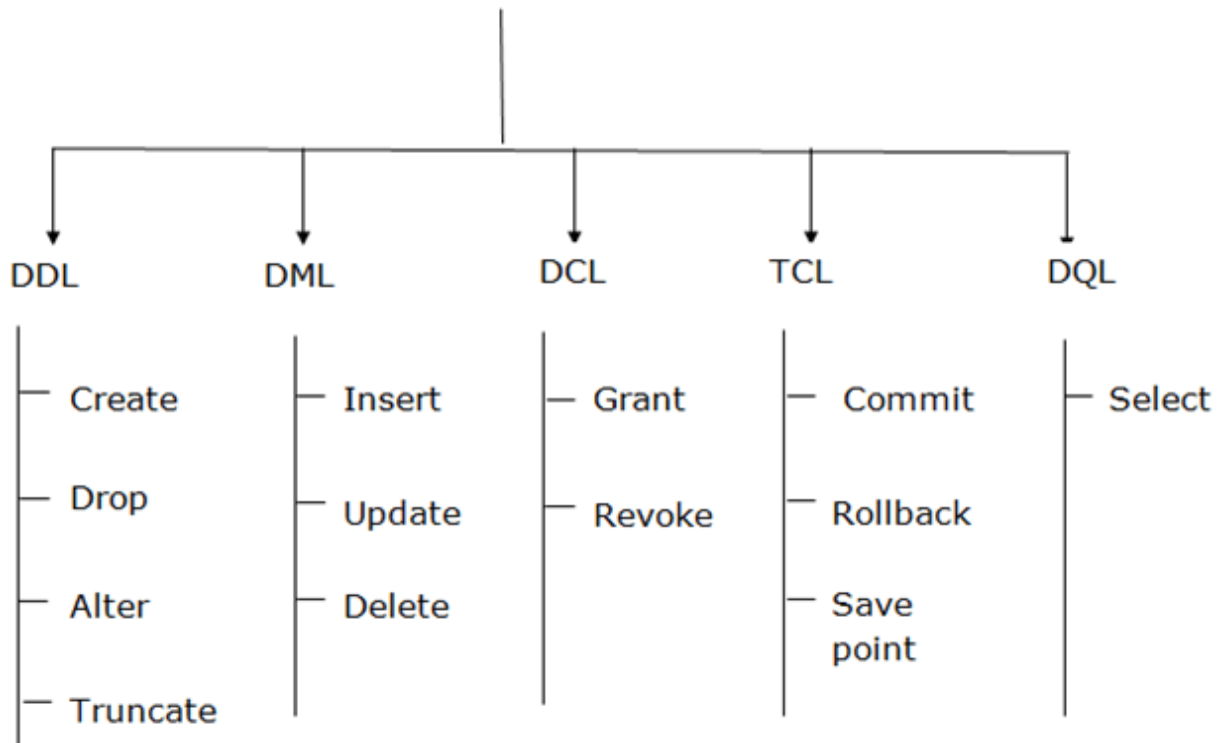 DDL
DML
DCL
TCL
DQL
Create
Drop
Alter
Truncate
Insert
Update
Delete
Grant
Revoke
Commit
Rollback
Save
point
Select